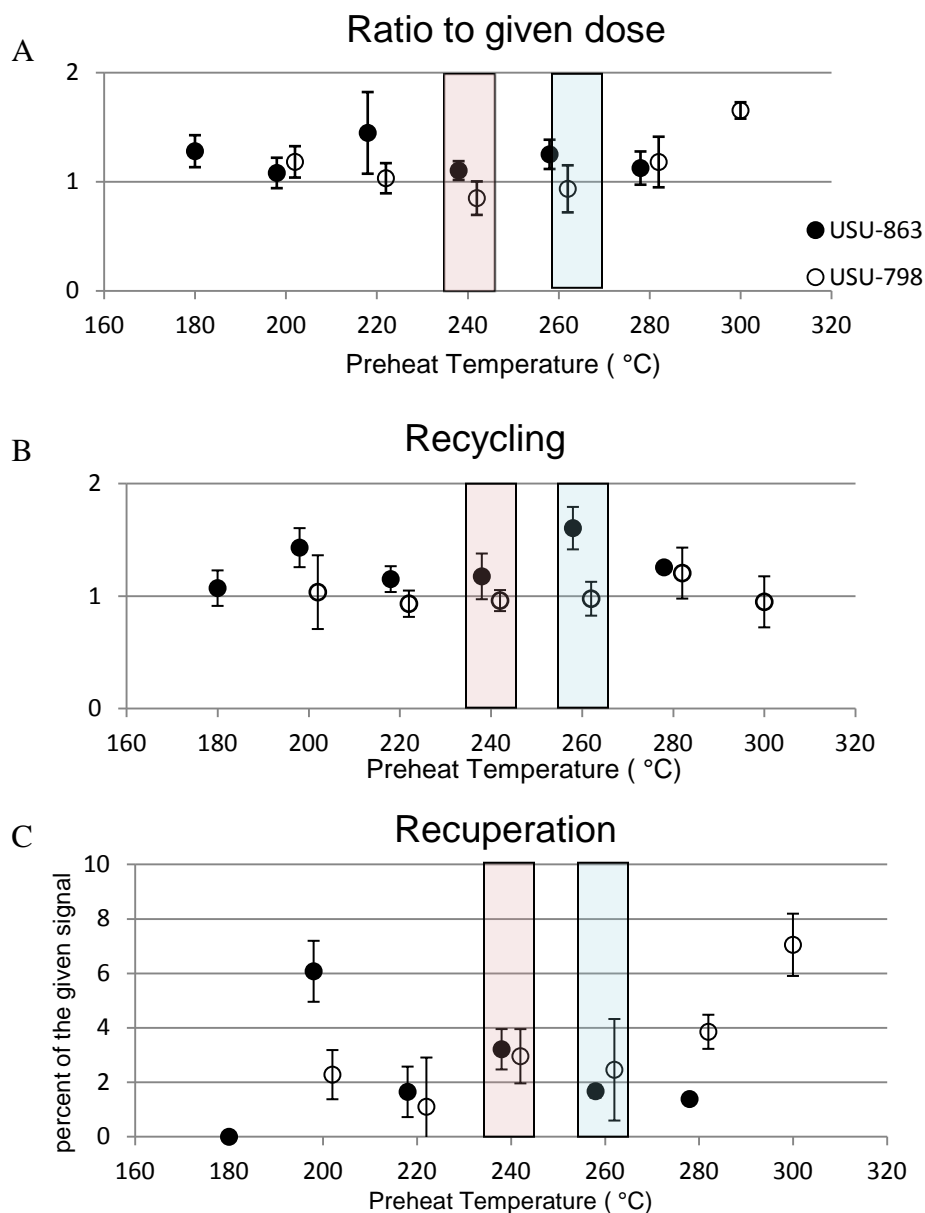 A
Ratio to given dose
2
1
0
160 180 200 220 240 260 280 300 320
Preheat Temperature ( °C)
USU-863
USU-798
B
Recycling
2
1
0
160 180 200 220 240 260 280 300 320
Preheat Temperature ( °C)
C
Recuperation
percent of the given signal
10
8
6
4
2
0
160 180 200 220 240 260 280 300 320
Preheat Temperature ( °C)